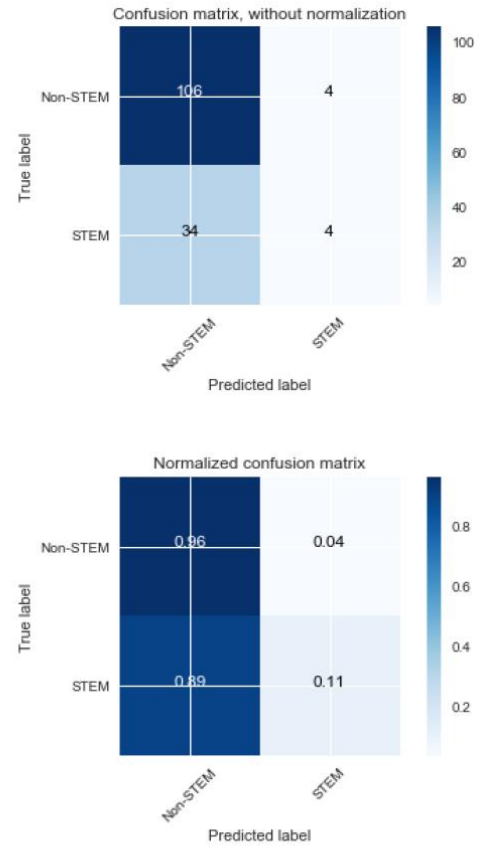 Confusion matrix, without normalization
100
106
4
Non-STEM
80
True label
60
40
34
4
STEM
20
Non-STEM
STEM
Predicted label
Normalized confusion matrix
0.96
0.04
Non-STEM
0.8
True label
0.6
0.4
0.89
0.11
STEM
0.2
Non-STEM
STEM
Predicted label